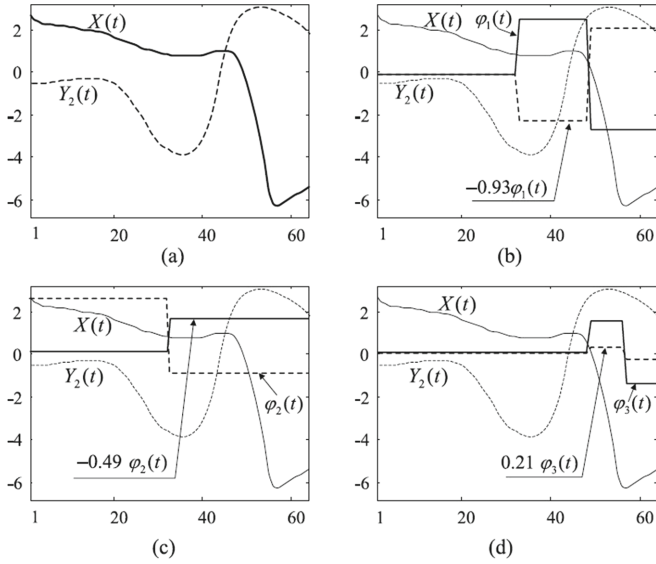 X(t)
Y₂(t)
2
0
-2
-4
-6
1 20 40 60
(a)
X(t)
φ₁(t)
Y₂(t)
−0.93φ₁(t)
2
0
-2
-4
-6
1 20 40 60
(b)
X(t)
Y₂(t)
φ₂(t)
−0.49 φ₂(t)
2
0
-2
-4
-6
1 20 40 60
(c)
X(t)
Y₂(t)
φ₃(t)
0.21 φ₃(t)
2
0
-2
-4
-6
1 20 40 60
(d)